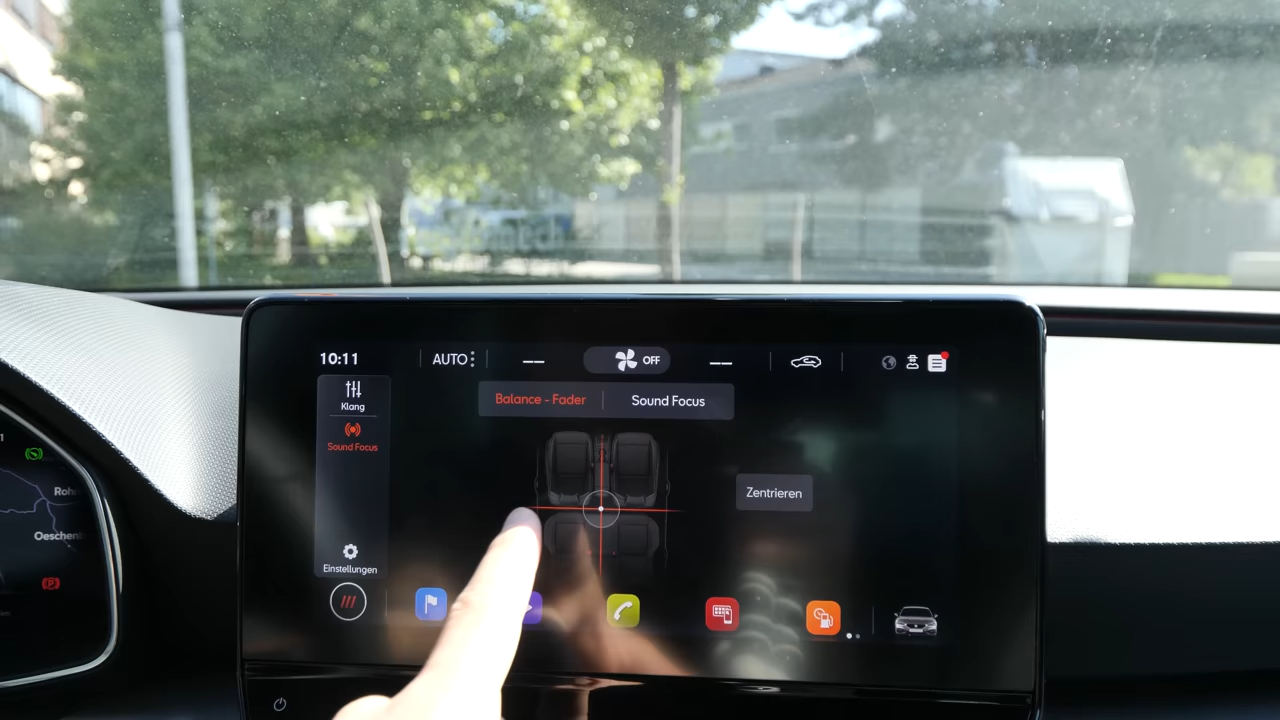 10:11
AUTO
-- 
OFF
--
Klang
Balance - Fader
Sound Focus
Sound Focus
Zentrieren
Einstellungen
Oeschen
P